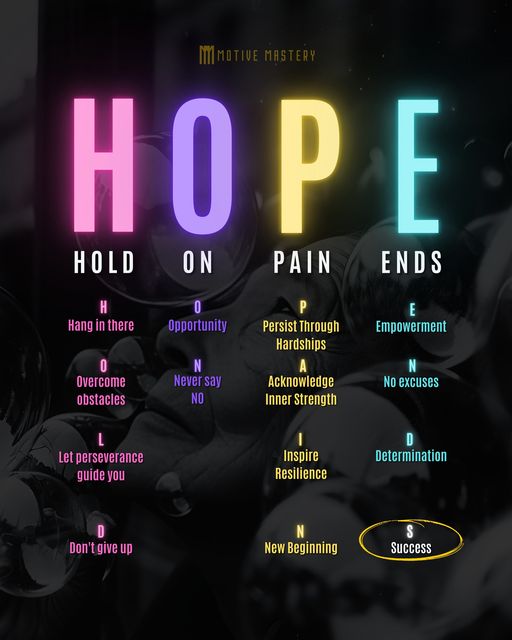 MOTIVE MASTERY
HOPE
HOLD ON PAIN ENDS
H
Hang in there
O
Overcome
obstacles
L
Let perseverance
guide you
D
Don't give up
O
Opportunity
N
Never say
NO
P
Persist Through
Hardships
A
Acknowledge
Inner Strength
I
Inspire
Resilience
N
New Beginning
E
Empowerment
N
No excuses
D
Determination
S
Success